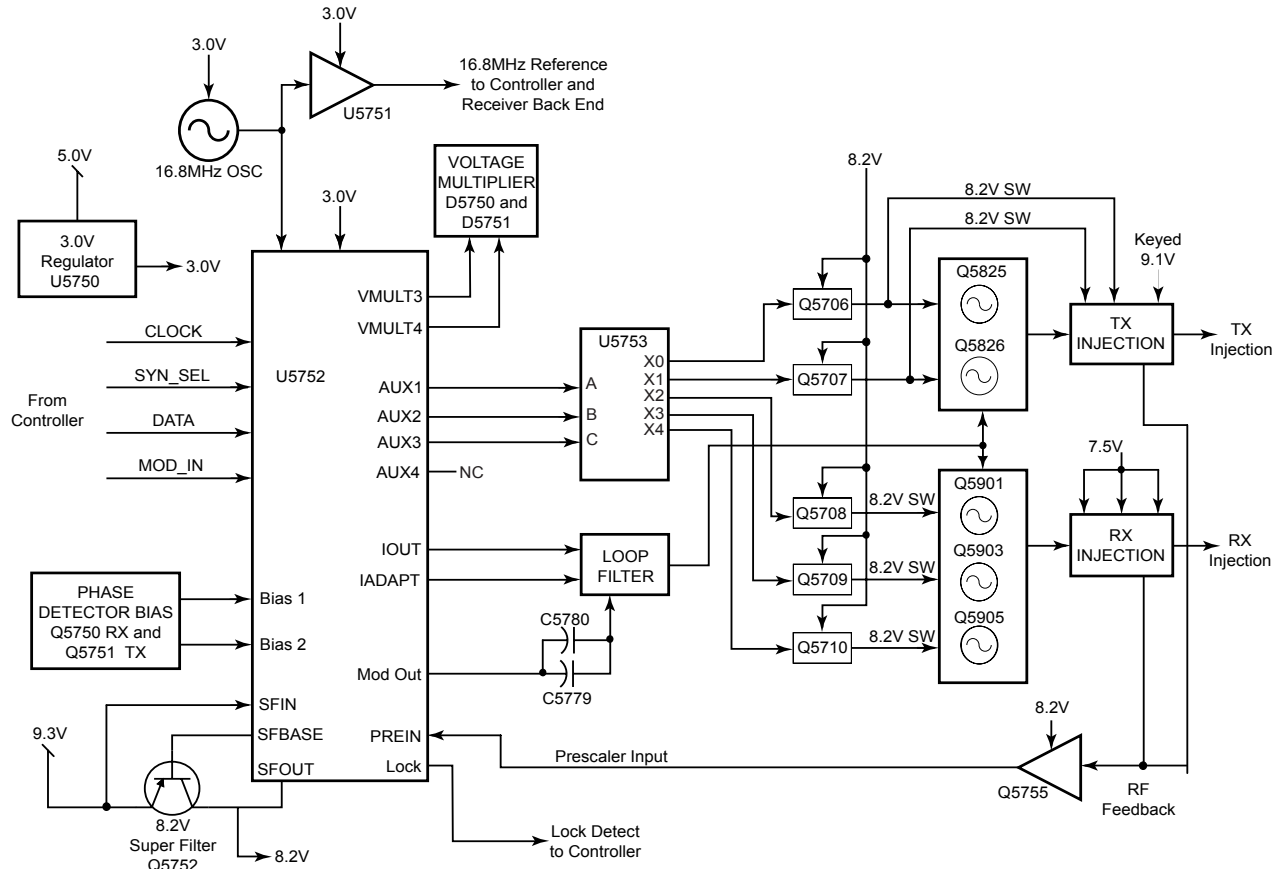 3.0V
3.0V
16.8MHz Reference
to Controller and
Receiver Back End
U5751
16.8MHz OSC
5.0V
3.0V
Regulator
U5750
3.0V
3.0V
VOLTAGE
MULTIPLIER
D5750 and
D5751
8.2V
8.2V SW
8.2V SW
Keyed
9.1V
VMULT3
VMULT4
From
Controller
CLOCK
SYN_SEL
DATA
MOD_IN
U5752
AUX1
AUX2
AUX3
AUX4
NC
U5753
A
B
C
X0
X1
X2
X3
X4
Q5706
Q5707
Q5825
Q5826
TX
INJECTION
TX
Injection
Q5708
Q5709
Q5710
8.2V SW
8.2V SW
8.2V SW
Q5901
Q5903
Q5905
7.5V
RX
INJECTION
RX
Injection
IOUT
IADAPT
LOOP
FILTER
C5780
C5779
Mod Out
PHASE
DETECTOR BIAS
Q5750 RX and
Q5751 TX
Bias 1
Bias 2
SFIN
SFBASE
SFOUT
PREIN
Lock
Prescaler Input
8.2V
Q5755
RF
Feedback
9.3V
8.2V
Super Filter
Q5752
8.2V
Lock Detect
to Controller